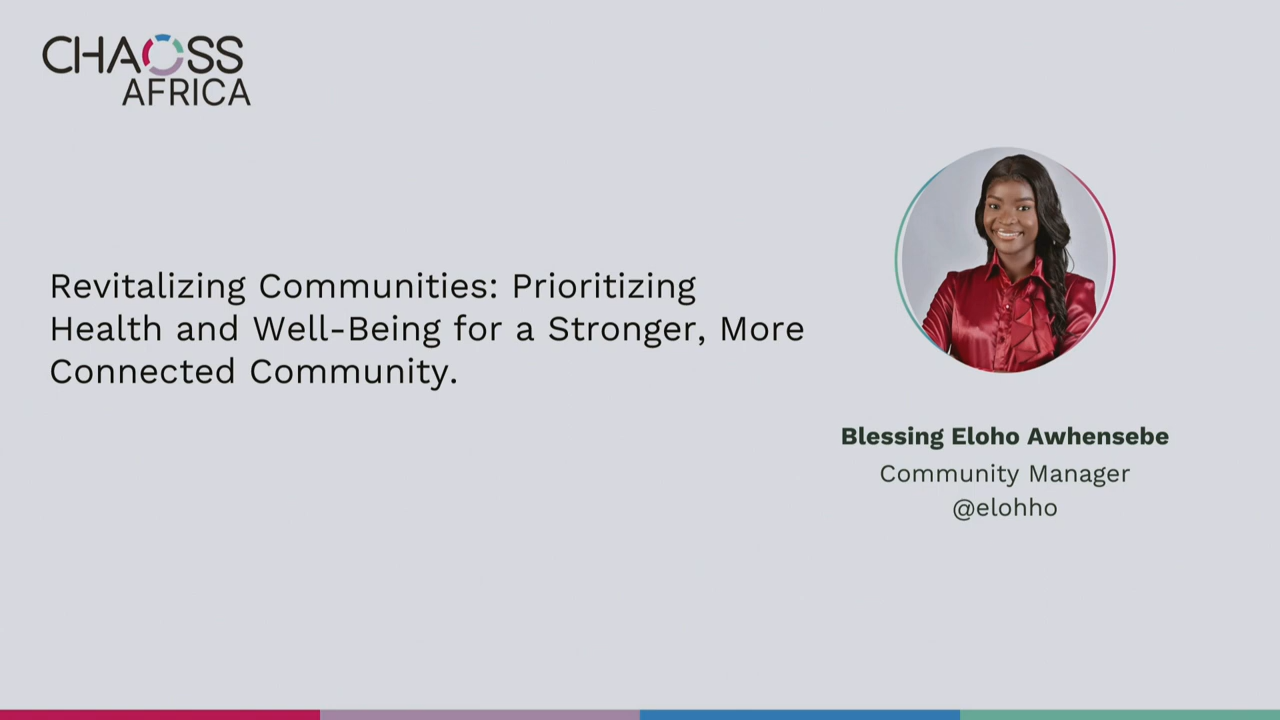 CHAOSS
AFRICA
Revitalizing Communities: Prioritizing
Health and Well-Being for a Stronger, More
Connected Community.
Blessing Eloho Awhensebe
Community Manager
@elohho